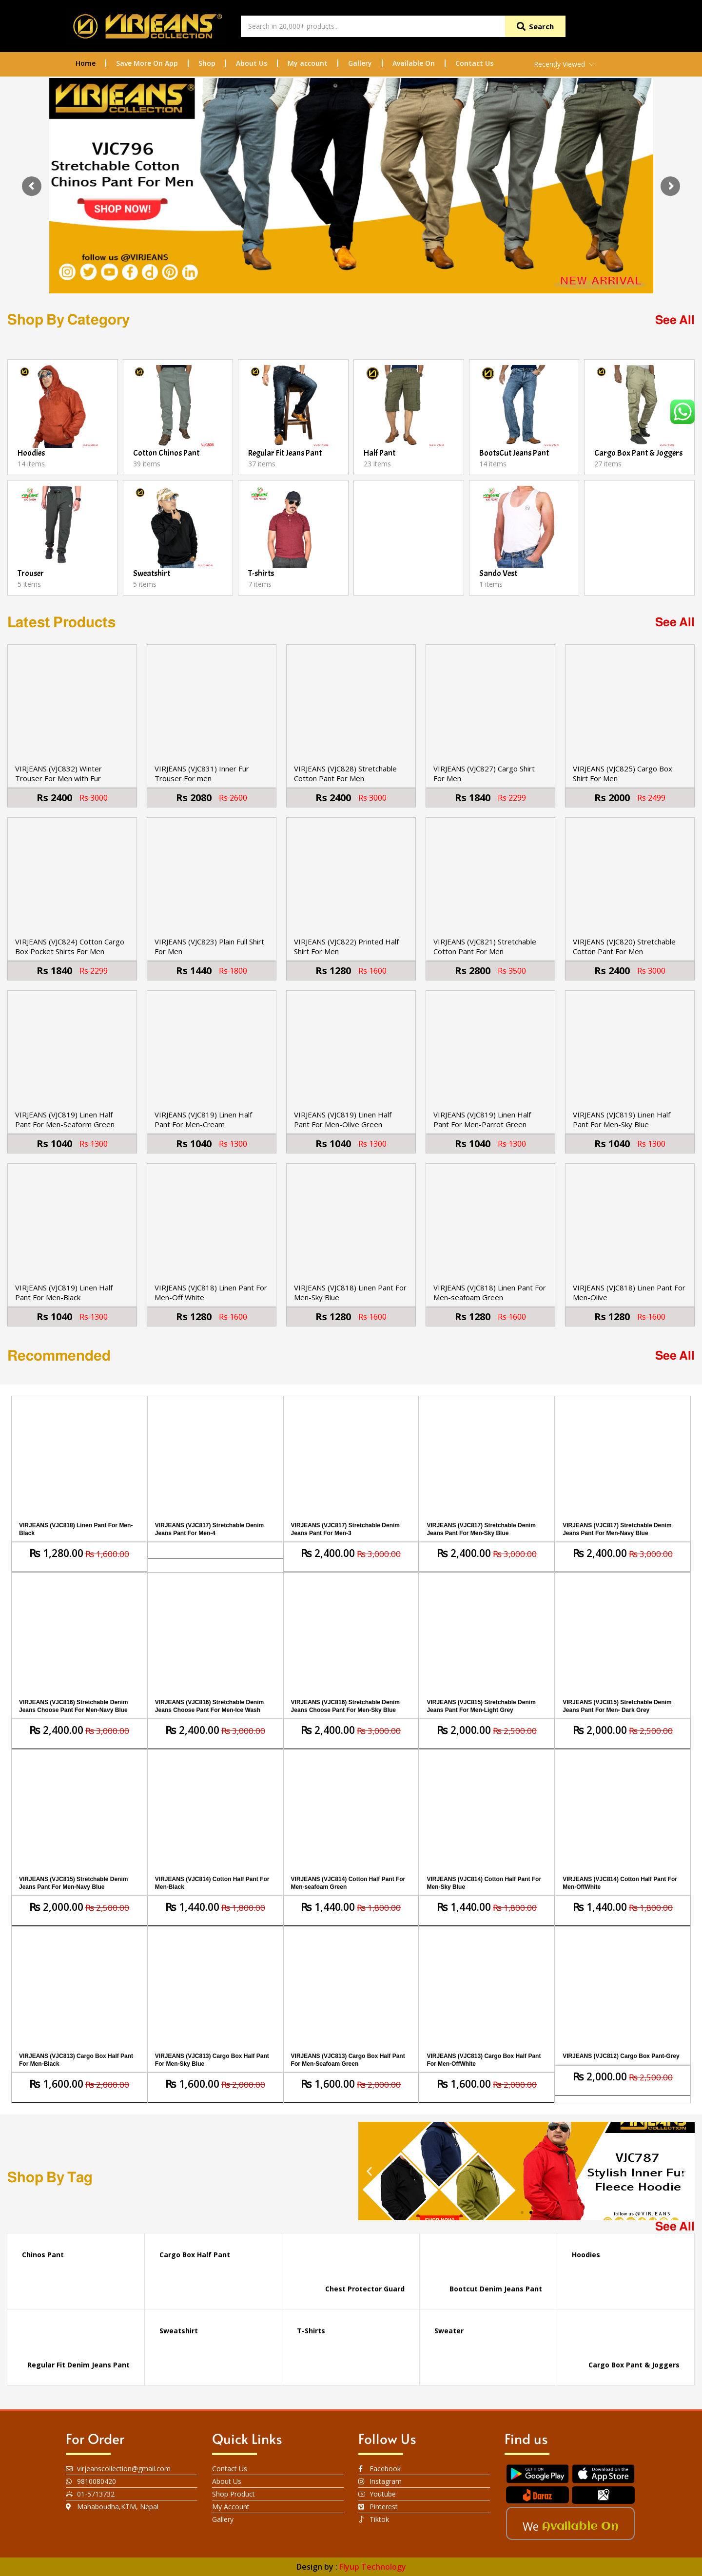 VIRJEANS
COLLECTION
Search in 20,000+ products...
Search
Home
Save More On App
Shop
About Us
My account
Gallery
Available On
Contact Us
Recently Viewed
VIRJEANS
COLLECTION
VJC796
Stretchable Cotton
Chinos Pant For Men
SHOP NOW!
follow us @VIRJEANS
NEW ARRIVAL
Shop By Category
See All
Hoodies
14 items
Cotton Chinos Pant
39 items
Regular Fit Jeans Pant
37 items
Half Pant
23 items
BootsCut Jeans Pant
14 items
Cargo Box Pant & Joggers
27 items
Trouser
5 items
Sweatshirt
5 items
T-shirts
7 items
Sando Vest
1 items
Latest Products
See All
VIRJEANS (VJC832) Winter
Trouser For Men with Fur
Rs 2400 Rs 3000
VIRJEANS (VJC831) Inner Fur
Trouser For men
Rs 2080 Rs 2600
VIRJEANS (VJC828) Stretchable
Cotton Pant For Men
Rs 2400 Rs 3000
VIRJEANS (VJC827) Cargo Shirt
For Men
Rs 1840 Rs 2299
VIRJEANS (VJC825) Cargo Box
Shirt For Men
Rs 2000 Rs 2499
VIRJEANS (VJC824) Cotton Cargo
Box Pocket Shirts For Men
Rs 1840 Rs 2299
VIRJEANS (VJC823) Plain Full Shirt
For Men
Rs 1440 Rs 1800
VIRJEANS (VJC822) Printed Half
Shirt For Men
Rs 1280 Rs 1600
VIRJEANS (VJC821) Stretchable
Cotton Pant For Men
Rs 2800 Rs 3500
VIRJEANS (VJC820) Stretchable
Cotton Pant For Men
Rs 2400 Rs 3000
VIRJEANS (VJC819) Linen Half
Pant For Men-Seaform Green
Rs 1040 Rs 1300
VIRJEANS (VJC819) Linen Half
Pant For Men-Cream
Rs 1040 Rs 1300
VIRJEANS (VJC819) Linen Half
Pant For Men-Olive Green
Rs 1040 Rs 1300
VIRJEANS (VJC819) Linen Half
Pant For Men-Parrot Green
Rs 1040 Rs 1300
VIRJEANS (VJC819) Linen Half
Pant For Men-Sky Blue
Rs 1040 Rs 1300
VIRJEANS (VJC819) Linen Half
Pant For Men-Black
Rs 1040 Rs 1300
VIRJEANS (VJC818) Linen Pant For
Men-Off White
Rs 1280 Rs 1600
VIRJEANS (VJC818) Linen Pant For
Men-Sky Blue
Rs 1280 Rs 1600
VIRJEANS (VJC818) Linen Pant For
Men-seafoam Green
Rs 1280 Rs 1600
VIRJEANS (VJC818) Linen Pant For
Men-Olive
Rs 1280 Rs 1600
Recommended
See All
VIRJEANS (VJC818) Linen Pant For Men-
Black
₨ 1,280.00 ₨ 1,600.00
VIRJEANS (VJC817) Stretchable Denim
Jeans Pant For Men-4
VIRJEANS (VJC817) Stretchable Denim
Jeans Pant For Men-3
₨ 2,400.00 ₨ 3,000.00
VIRJEANS (VJC817) Stretchable Denim
Jeans Pant For Men-Sky Blue
₨ 2,400.00 ₨ 3,000.00
VIRJEANS (VJC817) Stretchable Denim
Jeans Pant For Men-Navy Blue
₨ 2,400.00 ₨ 3,000.00
VIRJEANS (VJC816) Stretchable Denim
Jeans Choose Pant For Men-Navy Blue
₨ 2,400.00 ₨ 3,000.00
VIRJEANS (VJC816) Stretchable Denim
Jeans Choose Pant For Men-Ice Wash
₨ 2,400.00 ₨ 3,000.00
VIRJEANS (VJC816) Stretchable Denim
Jeans Choose Pant For Men-Sky Blue
₨ 2,400.00 ₨ 3,000.00
VIRJEANS (VJC815) Stretchable Denim
Jeans Pant For Men-Light Grey
₨ 2,000.00 ₨ 2,500.00
VIRJEANS (VJC815) Stretchable Denim
Jeans Pant For Men- Dark Grey
₨ 2,000.00 ₨ 2,500.00
VIRJEANS (VJC815) Stretchable Denim
Jeans Pant For Men-Navy Blue
₨ 2,000.00 ₨ 2,500.00
VIRJEANS (VJC814) Cotton Half Pant For
Men-Black
₨ 1,440.00 ₨ 1,800.00
VIRJEANS (VJC814) Cotton Half Pant For
Men-seafoam Green
₨ 1,440.00 ₨ 1,800.00
VIRJEANS (VJC814) Cotton Half Pant For
Men-Sky Blue
₨ 1,440.00 ₨ 1,800.00
VIRJEANS (VJC814) Cotton Half Pant For
Men-OffWhite
₨ 1,440.00 ₨ 1,800.00
VIRJEANS (VJC813) Cargo Box Half Pant
For Men-Black
₨ 1,600.00 ₨ 2,000.00
VIRJEANS (VJC813) Cargo Box Half Pant
For Men-Sky Blue
₨ 1,600.00 ₨ 2,000.00
VIRJEANS (VJC813) Cargo Box Half Pant
For Men-Seafoam Green
₨ 1,600.00 ₨ 2,000.00
VIRJEANS (VJC813) Cargo Box Half Pant
For Men-OffWhite
₨ 1,600.00 ₨ 2,000.00
VIRJEANS (VJC812) Cargo Box Pant-Grey
₨ 2,000.00 ₨ 2,500.00
Shop By Tag
VIRJEANS
COLLECTION
VJC787
Stylish Inner Fur
Fleece Hoodie
SHOP NOW!
follow us @VIRJEANS
See All
Chinos Pant
Cargo Box Half Pant
Chest Protector Guard
Bootcut Denim Jeans Pant
Hoodies
Regular Fit Denim Jeans Pant
Sweatshirt
T-Shirts
Sweater
Cargo Box Pant & Joggers
For Order
virjeanscollection@gmail.com
9810080420
01-5713732
Mahaboudha,KTM, Nepal
Quick Links
Contact Us
About Us
Shop Product
My Account
Gallery
Follow Us
Facebook
Instagram
Youtube
Pinterest
Tiktok
Find us
GET IT ON
Google Play
Download on the
App Store
Daraz
We Available On
Design by : Flyup Technology